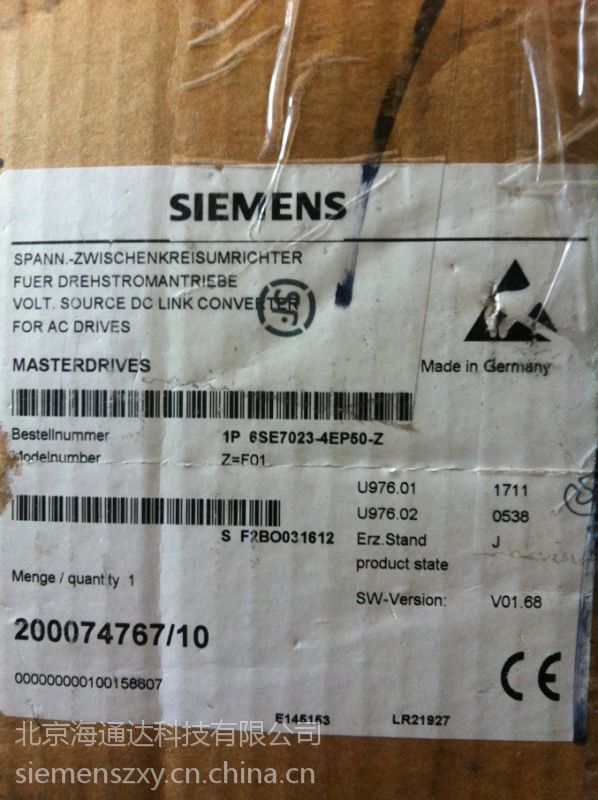 SIEMENS
SPANN.-ZWISCHENKREISUMRICHTER
FUER DREHSTROMANTRIEBE
VOLT. SOURCE DC LINK CONVERTER
FOR AC DRIVES
MASTERDRIVES
Made in Germany
Bestellnummer 1P 6SE7023-4EP50-Z
Modelnumber Z=F01
U976.01 1711
U976.02 0538
S F2BO031612 Erz.Stand J
product state
Menge / quantity 1
SW-Version: V01.68
200074767/10
000000000100158607
CE
E145153 LR21927
北京海通达科技有限公司
siemenszxy.cn.china.cn